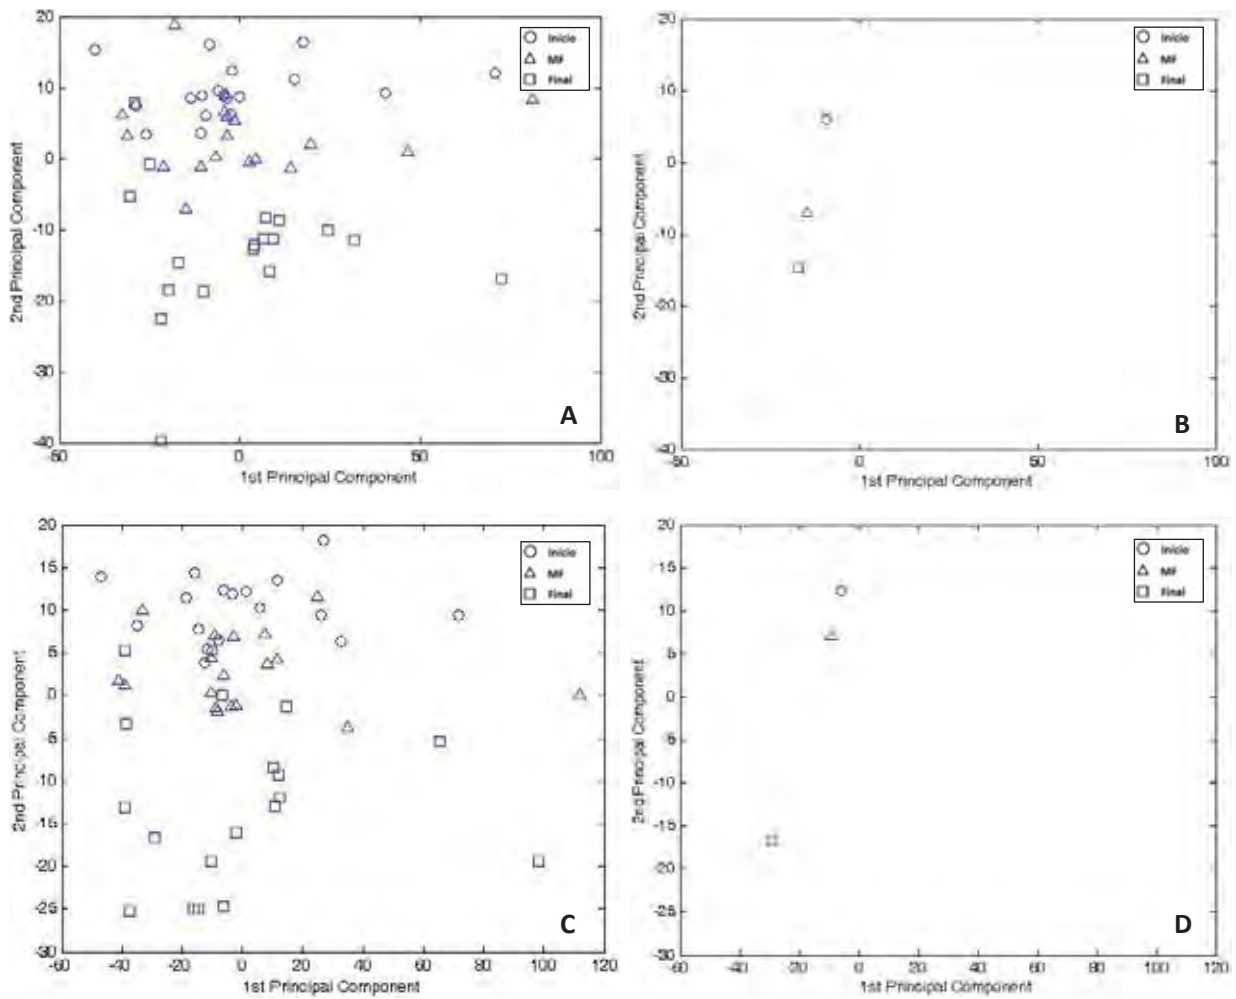 20
10
0
-10
-20
-30
-40
-50
0
50
100
2nd Principal Component
1st Principal Component
Inicio
MF
Final
A
20
10
0
-10
-20
-30
-40
-50
0
50
100
2nd Principal Component
1st Principal Component
Inicio
MF
Final
B
20
15
10
5
0
-5
10
-15
-20
-25
-30
-60
-40
-20
0
20
40
60
80
100
120
2nd Principal Component
1st Principal Component
Inicio
MF
Final
C
20
15
10
5
0
-5
-10
-15
-20
-25
-30
-60
-40
-20
0
20
40
60
80
100
120
2nd Principal Component
1st Principal Component
Inicio
MF
Final
D